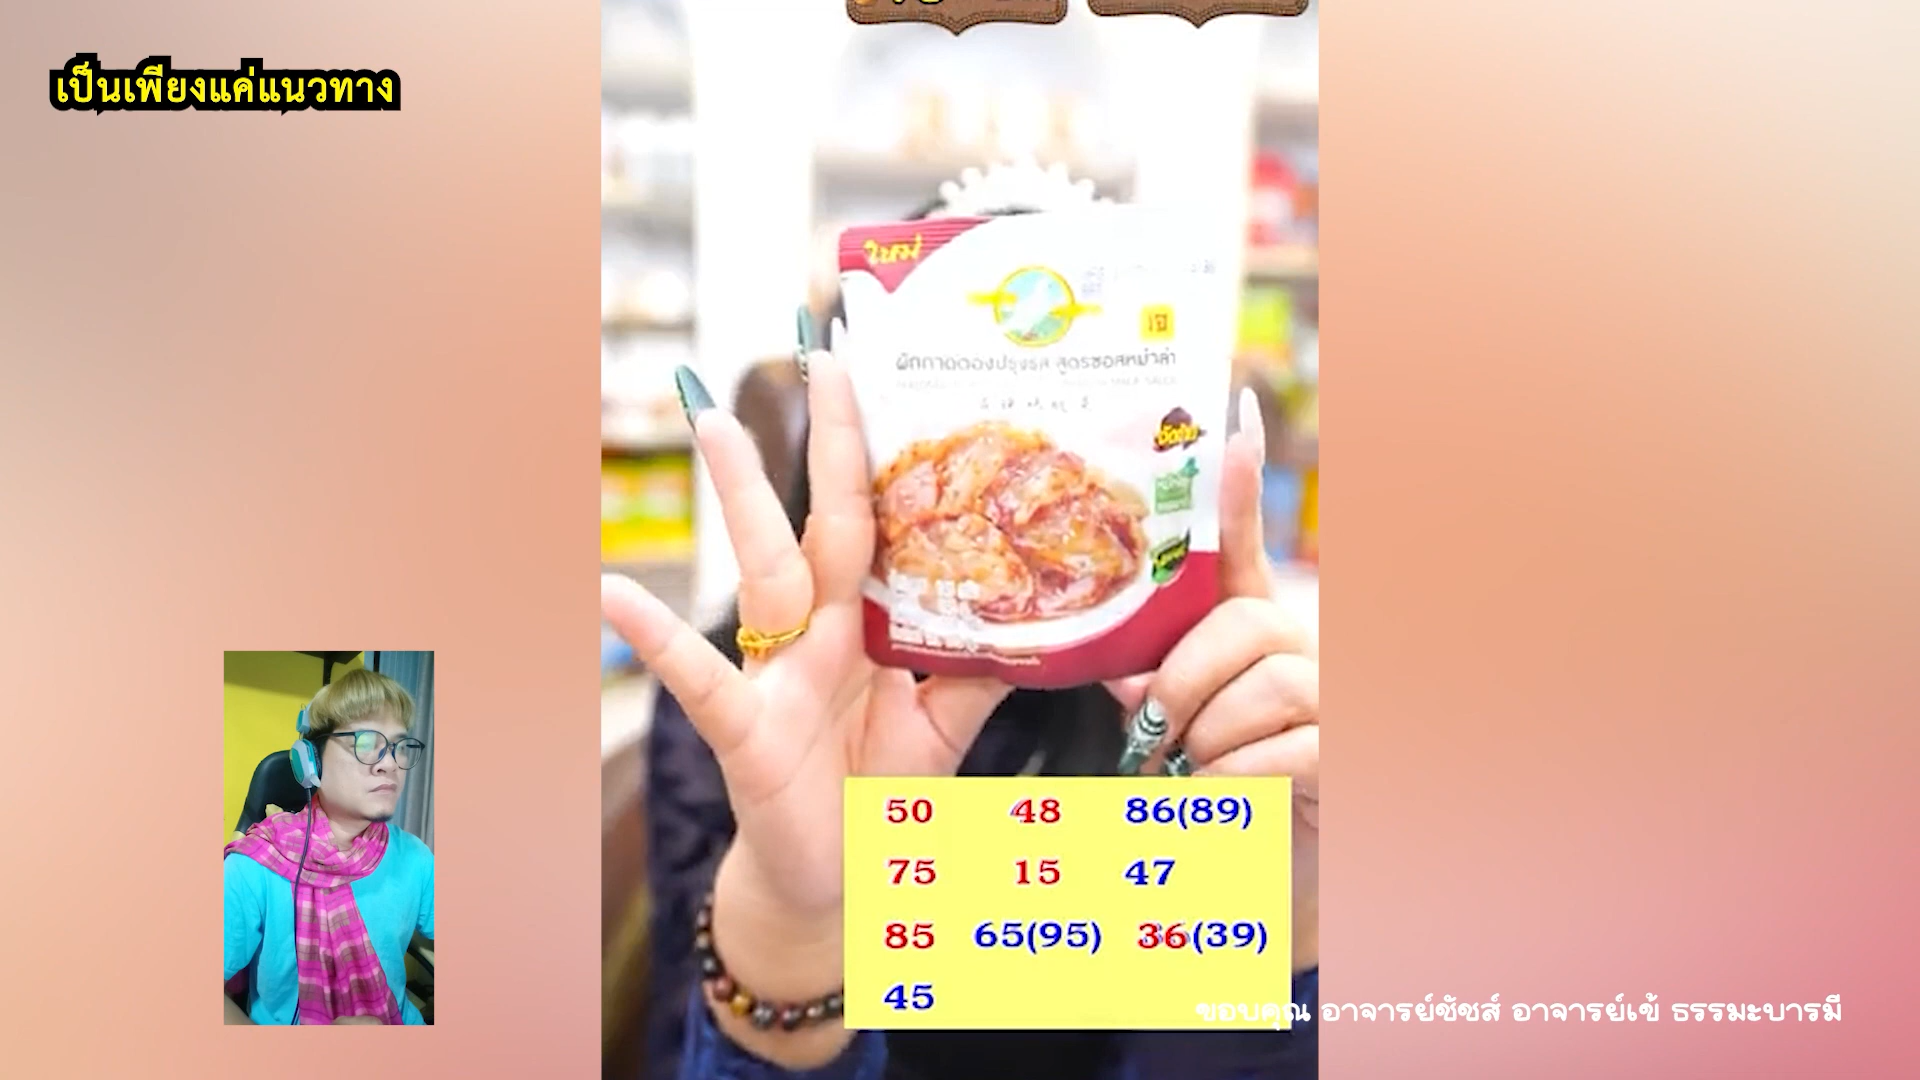 เป็นเพียงแค่แนวทาง
ใหม่
เจ
ผักกาดดองปรุงรส สูตรซอสหม่าล่า
50 48 86(89)
75 15 47
85 65(95) 36(39)
45
ขอบคุณ อาจารย์ชัชส์ อาจารย์เข้ ธรรมะบารมี